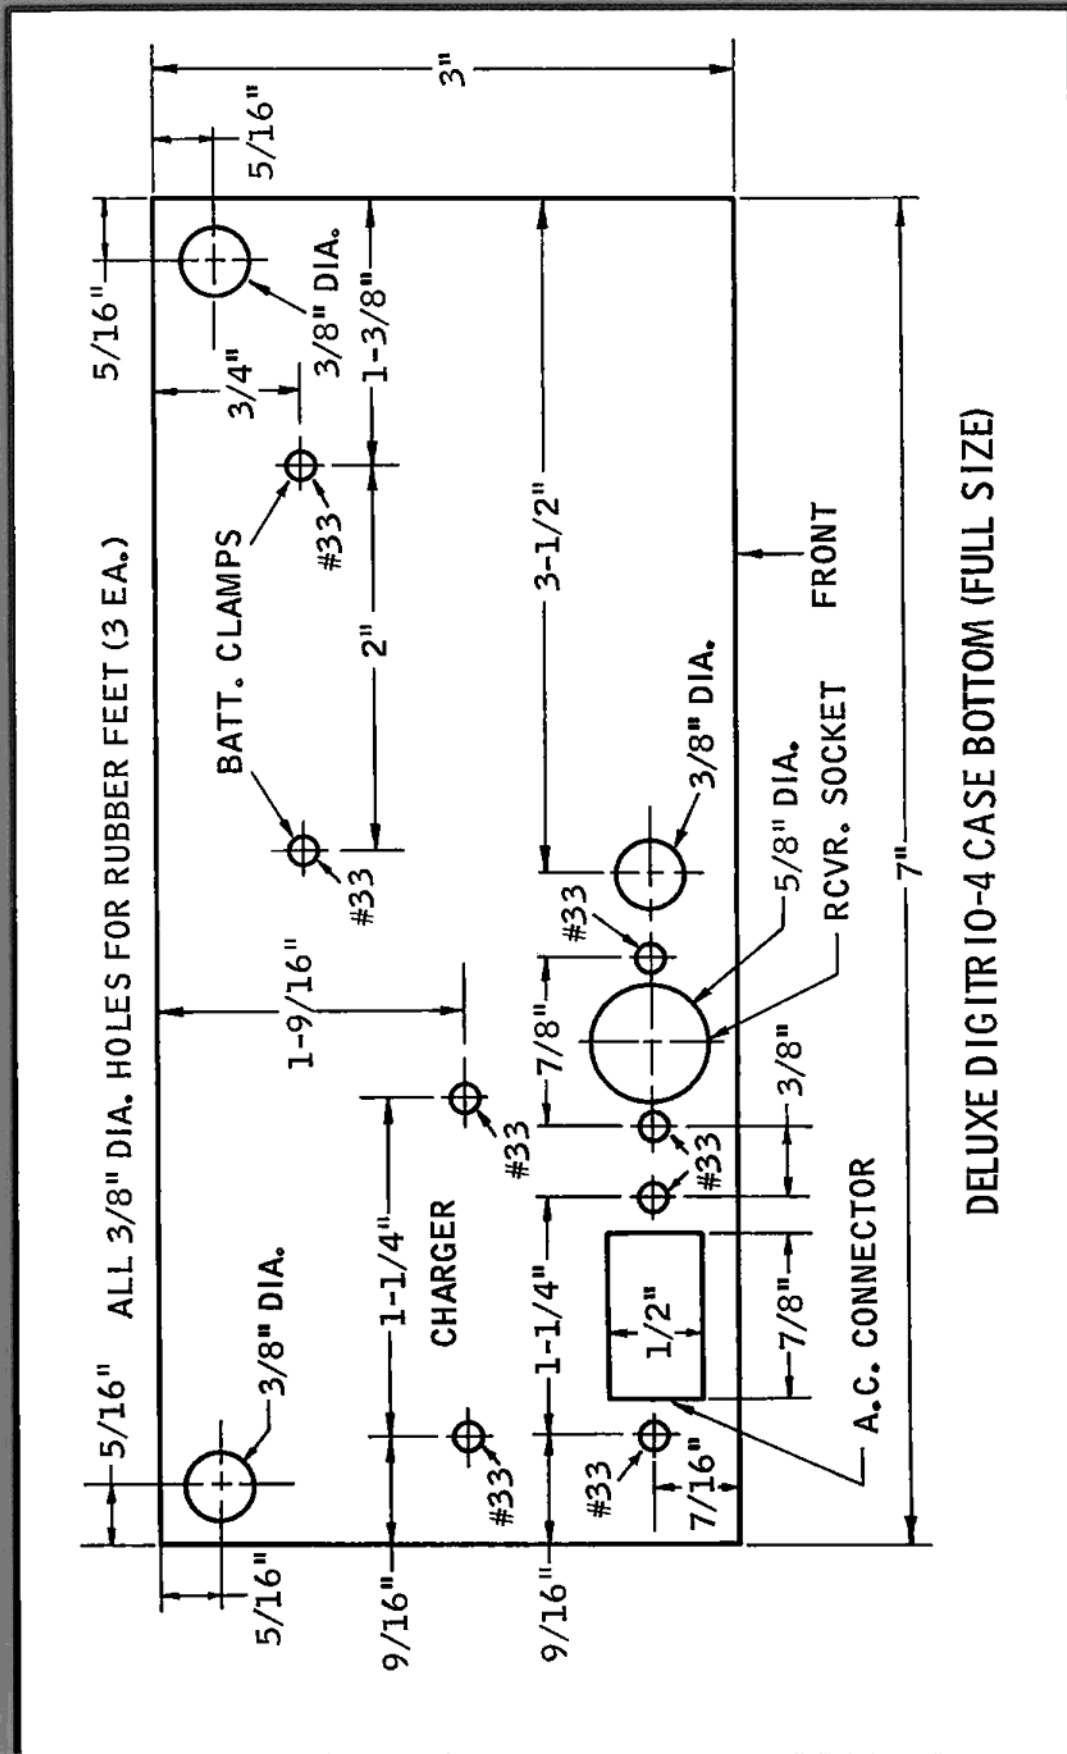 ALL 3/8" DIA. HOLES FOR RUBBER FEET (3 EA.)
5/16"
5/16"
5/16"
5/16"
3"
3/8" DIA.
BATT. CLAMPS
3/4"
3/8" DIA.
#33
#33
2"
1-3/8"
1-9/16"
9/16"
1-1/4"
CHARGER
#33
#33
9/16"
1-1/4"
7/8"
#33
3-1/2"
#33
7/16"
1/2"
#33
3/8" DIA.
7/8"
3/8"
5/8" DIA.
RCVR. SOCKET
FRONT
A.C. CONNECTOR
7"
DELUXE DIGITRIO-4 CASE BOTTOM (FULL SIZE)